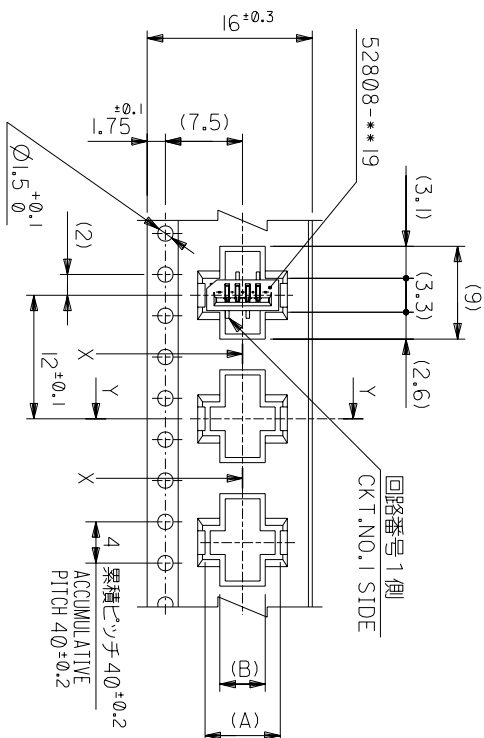 16±0.3
52808-**19
(3.1)
(9)
(3.3)
(2.6)
1.75±0.1
(7.5)
Ø1.5 +0.1 0
(2)
12±0.1
X
Y
Y
X
回路番号 1 側
CKT.NO.1 SIDE
4
累積ピッチ 40±0.2
ACCUMULATIVE
PITCH 40±0.2
(B)
(A)